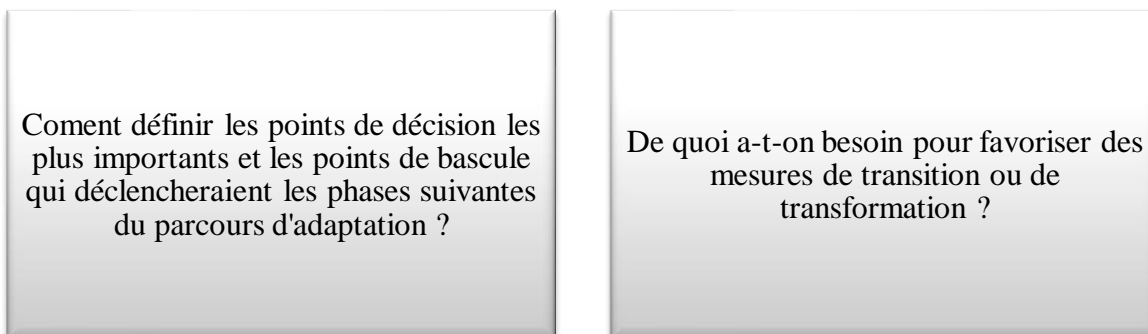 Coment définir les points de décision les
plus importants et les points de bascule
qui déclencheraient les phases suivantes
du parcours d'adaptation ?
De quoi a-t-on besoin pour favoriser des
mesures de transition ou de
transformation ?